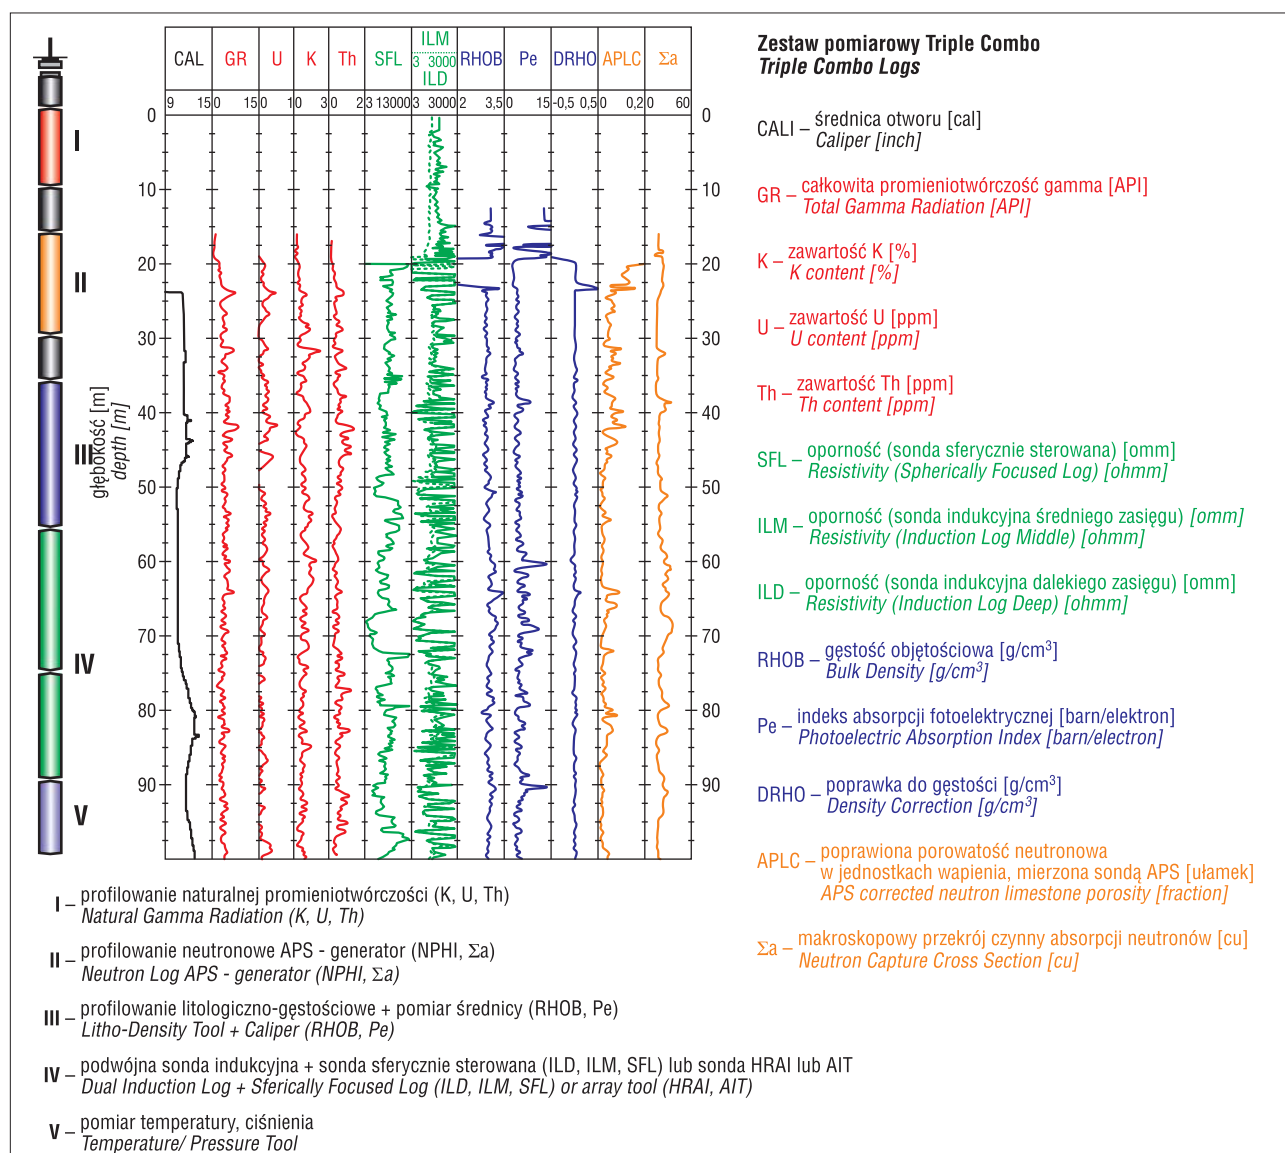 CAL GR U K Th SFL ILM RHOB Pe DRHO APLC Σa
3 3000
ILD
9 15 0 15 0 1 0 3 0 2 3 13000 3 3000 2 3,5 0 15 -0,5 0,5 0 0,2 0 60
0 0
10 10
20 20
30 30
40 40
50 50
60 60
70 70
80 80
90 90
głębokość [m]
depth [m]
I
II
III
IV
V
Zestaw pomiarowy Triple Combo
Triple Combo Logs
CALI – średnica otworu [cal]
Caliper [inch]
GR – całkowita promieniotwórczość gamma [API]
Total Gamma Radiation [API]
K – zawartość K [%]
K content [%]
U – zawartość U [ppm]
U content [ppm]
Th – zawartość Th [ppm]
Th content [ppm]
SFL – oporność (sonda sferycznie sterowana) [omm]
Resistivity (Spherically Focused Log) [ohmm]
ILM – oporność (sonda indukcyjna średniego zasięgu) [omm]
Resistivity (Induction Log Middle) [ohmm]
ILD – oporność (sonda indukcyjna dalekiego zasięgu) [omm]
Resistivity (Induction Log Deep) [ohmm]
RHOB – gęstość objętościowa [g/cm³]
Bulk Density [g/cm³]
Pe – indeks absorpcji fotoelektrycznej [barn/elektron]
Photoelectric Absorption Index [barn/electron]
DRHO – poprawka do gęstości [g/cm³]
Density Correction [g/cm³]
APLC – poprawiona porowatość neutronowa
w jednostkach wapienia, mierzona sondą APS [ułamek]
APS corrected neutron limestone porosity [fraction]
Σa – makroskopowy przekrój czynny absorpcji neutronów [cu]
Neutron Capture Cross Section [cu]
I – profilowanie naturalnej promieniotwórczości (K, U, Th)
Natural Gamma Radiation (K, U, Th)
II – profilowanie neutronowe APS - generator (NPHI, Σa)
Neutron Log APS - generator (NPHI, Σa)
III – profilowanie litologiczno-gęstościowe + pomiar średnicy (RHOB, Pe)
Litho-Density Tool + Caliper (RHOB, Pe)
IV – podwójna sonda indukcyjna + sonda sferycznie sterowana (ILD, ILM, SFL) lub sonda HRAI lub AIT
Dual Induction Log + Sferically Focused Log (ILD, ILM, SFL) or array tool (HRAI, AIT)
V – pomiar temperatury, ciśnienia
Temperature/ Pressure Tool